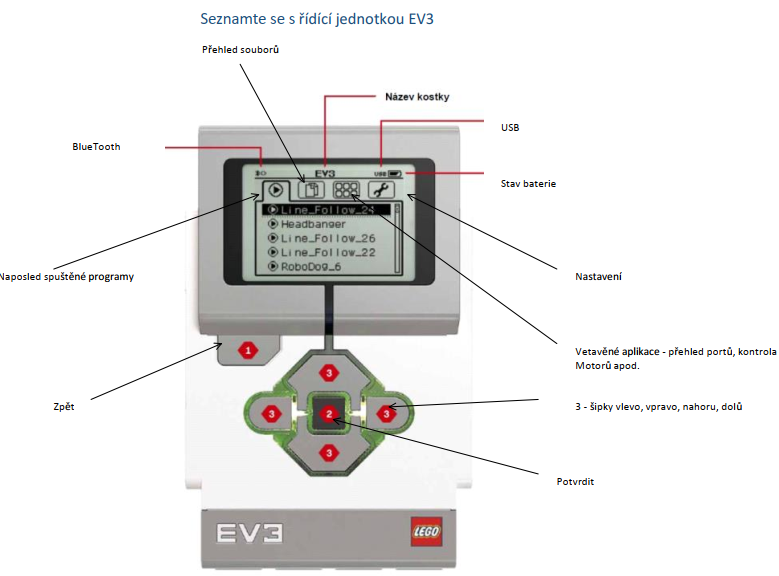 Seznamte se s řídící jednotkou EV3
Přehled souborů
Název kostky
USB
BlueTooth
Stav baterie
EV3
USB
Line_Follow_24
Headbanger
Line_Follow_26
Line_Follow_22
RoboDog_6
Naposled spuštěné programy
Nastavení
1
Vetavěné aplikace - přehled portů, kontrola
Motorů apod.
3
Zpět
3
2
3
3 - šipky vlevo, vpravo, nahoru, dolů
3
Potvrdit
EV3
LEGO